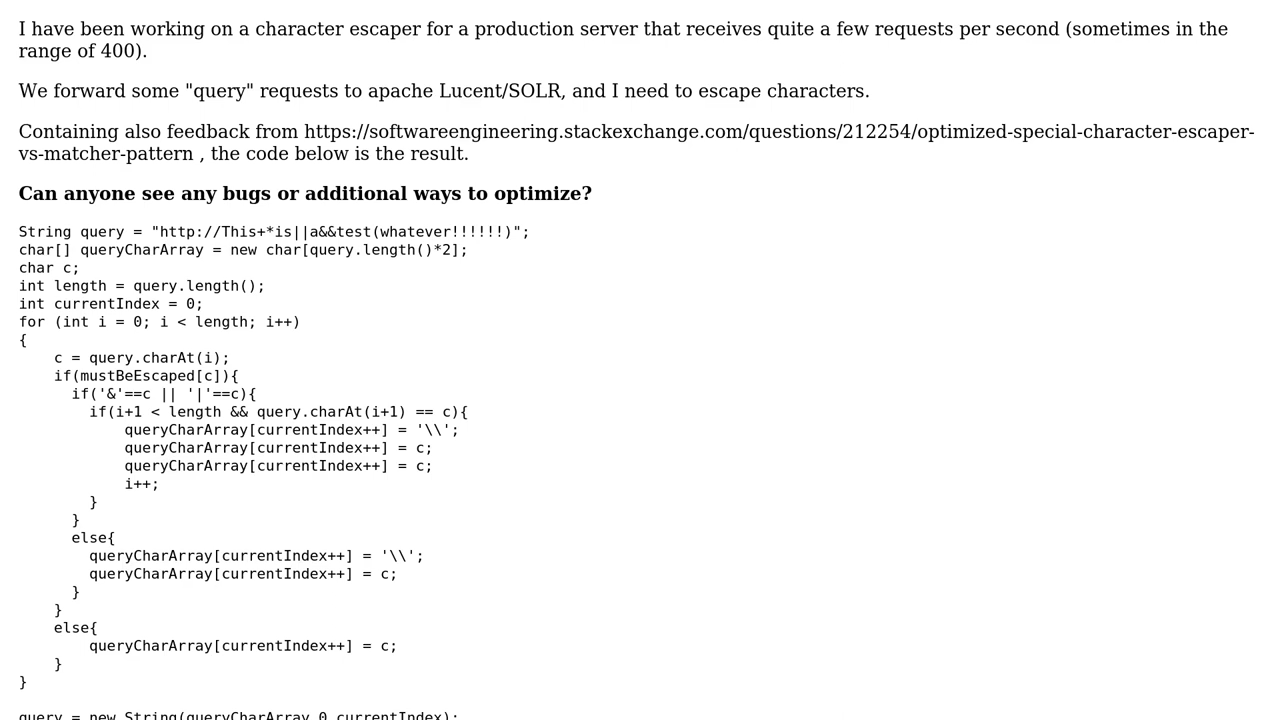 I have been working on a character escaper for a production server that receives quite a few requests per second (sometimes in the
range of 400).
We forward some "query" requests to apache Lucent/SOLR, and I need to escape characters.
Containing also feedback from https://softwareengineering.stackexchange.com/questions/212254/optimized-special-character-escaper-
vs-matcher-pattern , the code below is the result.
Can anyone see any bugs or additional ways to optimize?
String query = "http://This+*is||a&&test(whatever!!!!!!)";
char[] queryCharArray = new char[query.length()*2];
char c;
int length = query.length();
int currentIndex = 0;
for (int i = 0; i < length; i++)
{
    c = query.charAt(i);
    if(mustBeEscaped[c]){
      if('&'==c || '|'==c){
        if(i+1 < length && query.charAt(i+1) == c){
            queryCharArray[currentIndex++] = '\\';
            queryCharArray[currentIndex++] = c;
            queryCharArray[currentIndex++] = c;
            i++;
        }
      }
      else{
        queryCharArray[currentIndex++] = '\\';
        queryCharArray[currentIndex++] = c;
      }
    }
    else{
        queryCharArray[currentIndex++] = c;
    }
}
query = new String(queryCharArray,0,currentIndex);